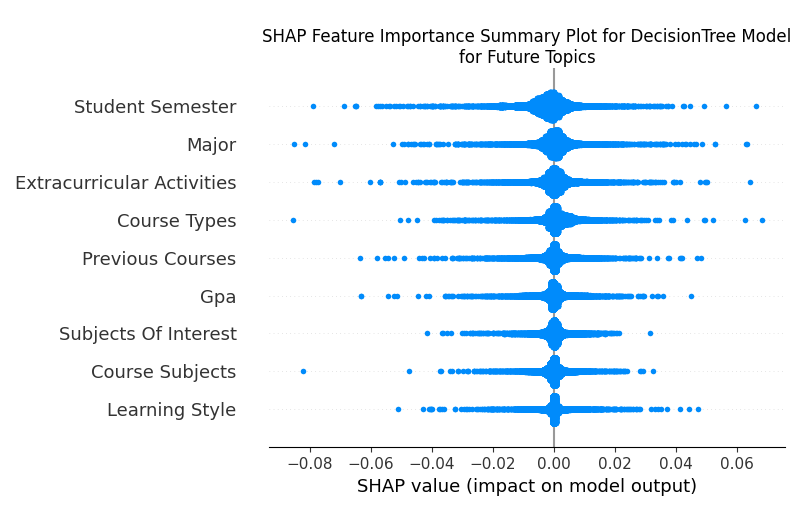 SHAP Feature Importance Summary Plot for DecisionTree Model
for Future Topics
Student Semester
Major
Extracurricular Activities
Course Types
Previous Courses
Gpa
Subjects Of Interest
Course Subjects
Learning Style
−0.08 −0.06 −0.04 −0.02 0.00 0.02 0.04 0.06
SHAP value (impact on model output)